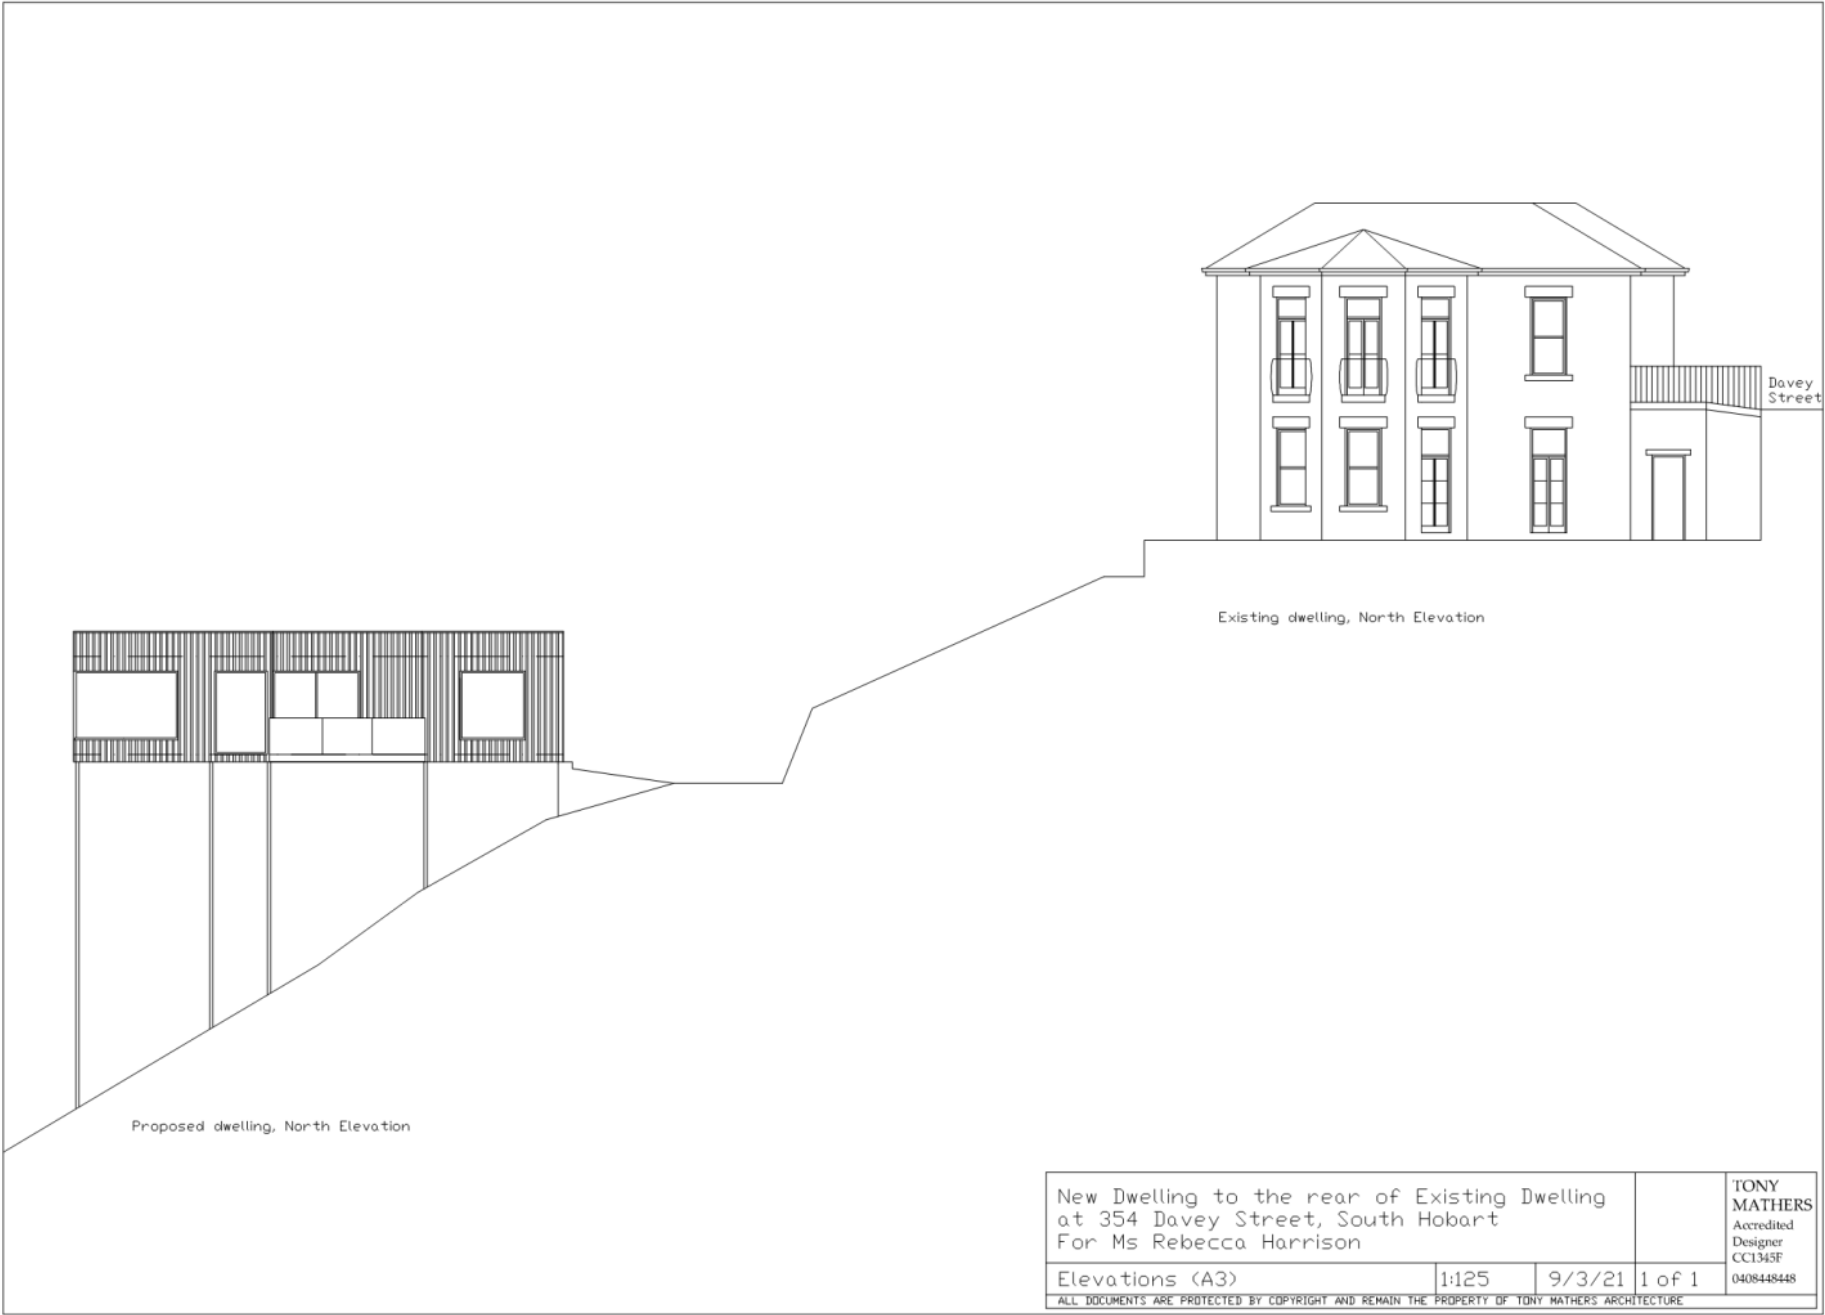 Davey
Street
Existing dwelling, North Elevation
Proposed dwelling, North Elevation
New Dwelling to the rear of Existing Dwelling
at 354 Davey Street, South Hobart
For Ms Rebecca Harrison
Elevations (A3)
1:125
9/3/21
1 of 1
TONY
MATHERS
Accredited
Designer
CC1345F
0408448448
ALL DOCUMENTS ARE PROTECTED BY COPYRIGHT AND REMAIN THE PROPERTY OF TONY MATHERS ARCHITECTURE